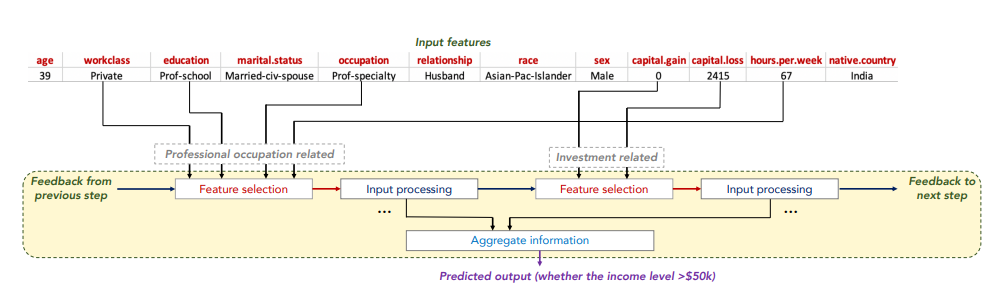 Input features
age workclass education marital.status occupation relationship race sex capital.gain capital.loss hours.per.week native.country
39 Private Prof-school Married-civ-spouse Prof-specialty Husband Asian-Pac-Islander Male 0 2415 67 India
Professional occupation related
Investment related
Feedback from
previous step
Feature selection
Input processing
Feature selection
Input processing
Feedback to
next step
...
...
Aggregate information
Predicted output (whether the income level >$50k)